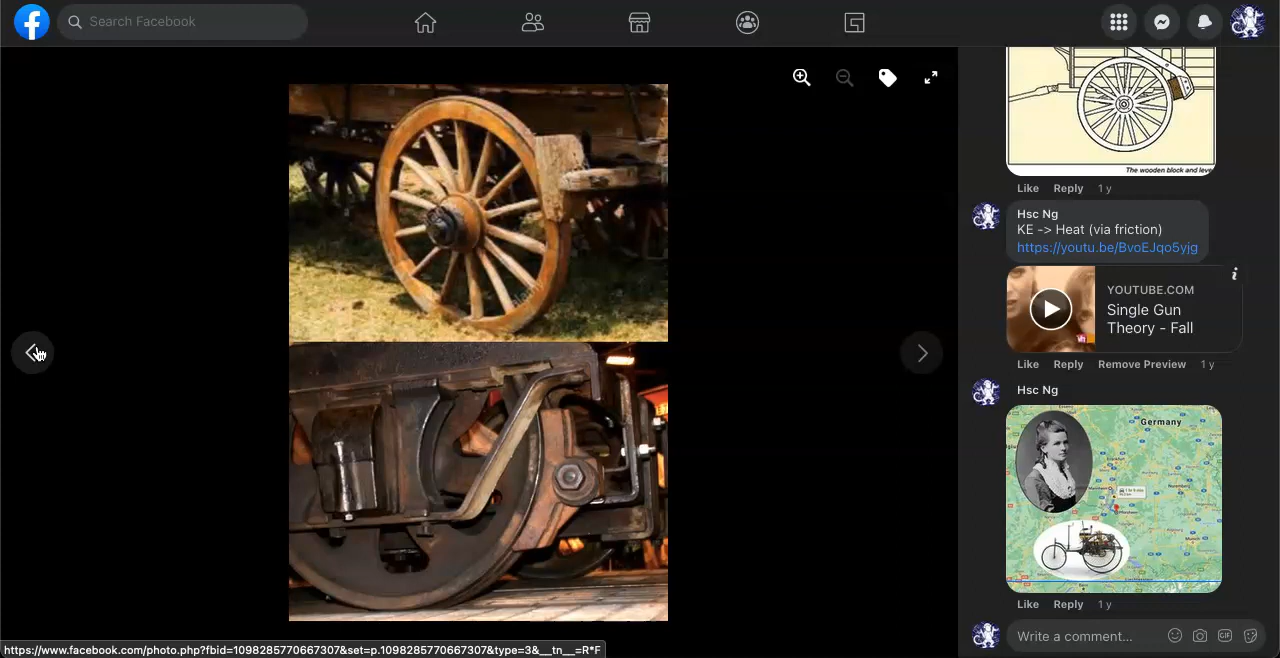 Search Facebook
The wooden block and leve
Like Reply 1 y
Hsc Ng
KE -> Heat (via friction)
https://youtu.be/BvoEJqo5yjg
YOUTUBE.COM
Single Gun
Theory - Fall
Like Reply Remove Preview 1 y
Hsc Ng
Germany
Like Reply 1 y
Write a comment...
GIF
https://www.facebook.com/photo.php?fbid=1098285770667307&set=p.1098285770667307&type=3&__tn__=R*F